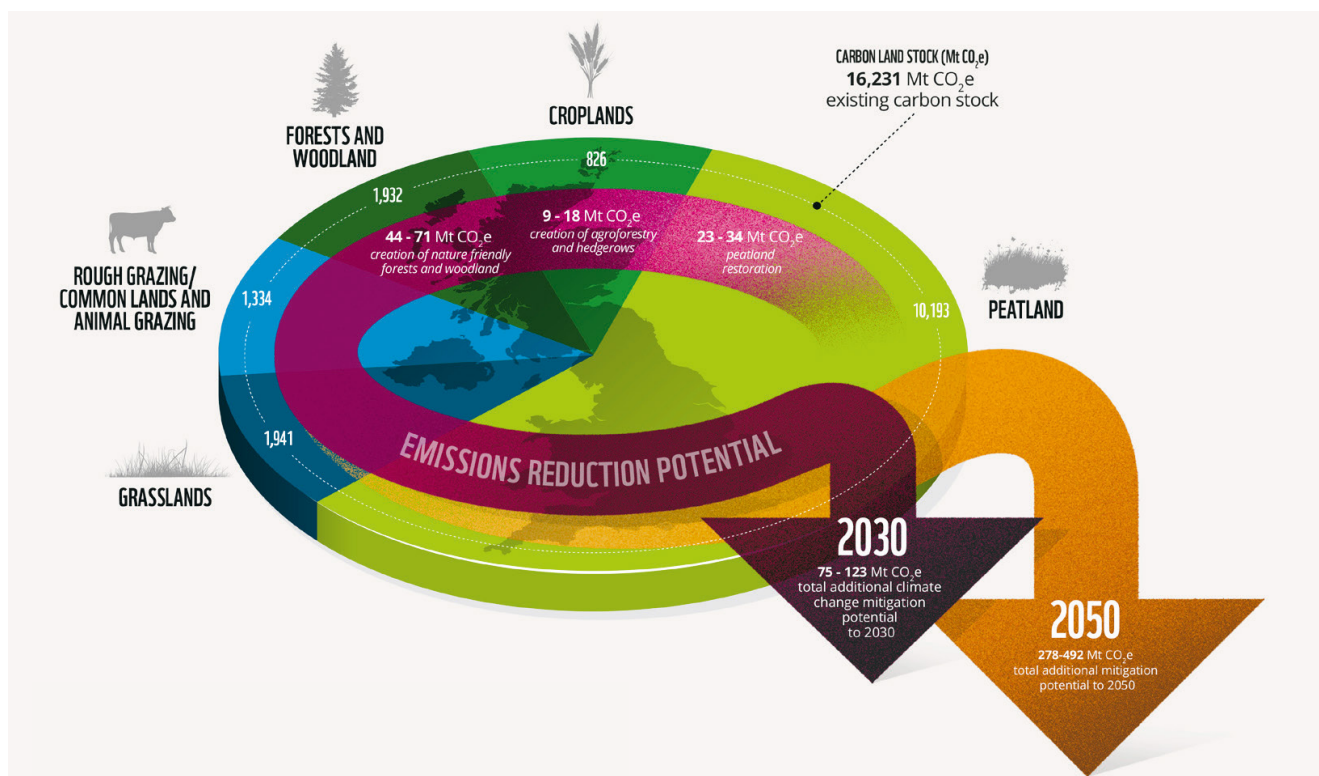 CARBON LAND STOCK (Mt CO₂e)
16,231 Mt CO₂e
existing carbon stock
CROPLANDS
826
FORESTS AND
WOODLAND
1,932
ROUGH GRAZING/
COMMON LANDS AND
ANIMAL GRAZING
1,334
GRASSLANDS
1,941
PEATLAND
10,193
44 - 71 Mt CO₂e
creation of nature friendly
forests and woodland
9 - 18 Mt CO₂e
creation of agroforestry
and hedgerows
23 - 34 Mt CO₂e
peatland
restoration
EMISSIONS REDUCTION POTENTIAL
2030
75 - 123 Mt CO₂e
total additional climate
change mitigation
potential
to 2030
2050
278-492 Mt CO₂e
total additional mitigation
potential to 2050